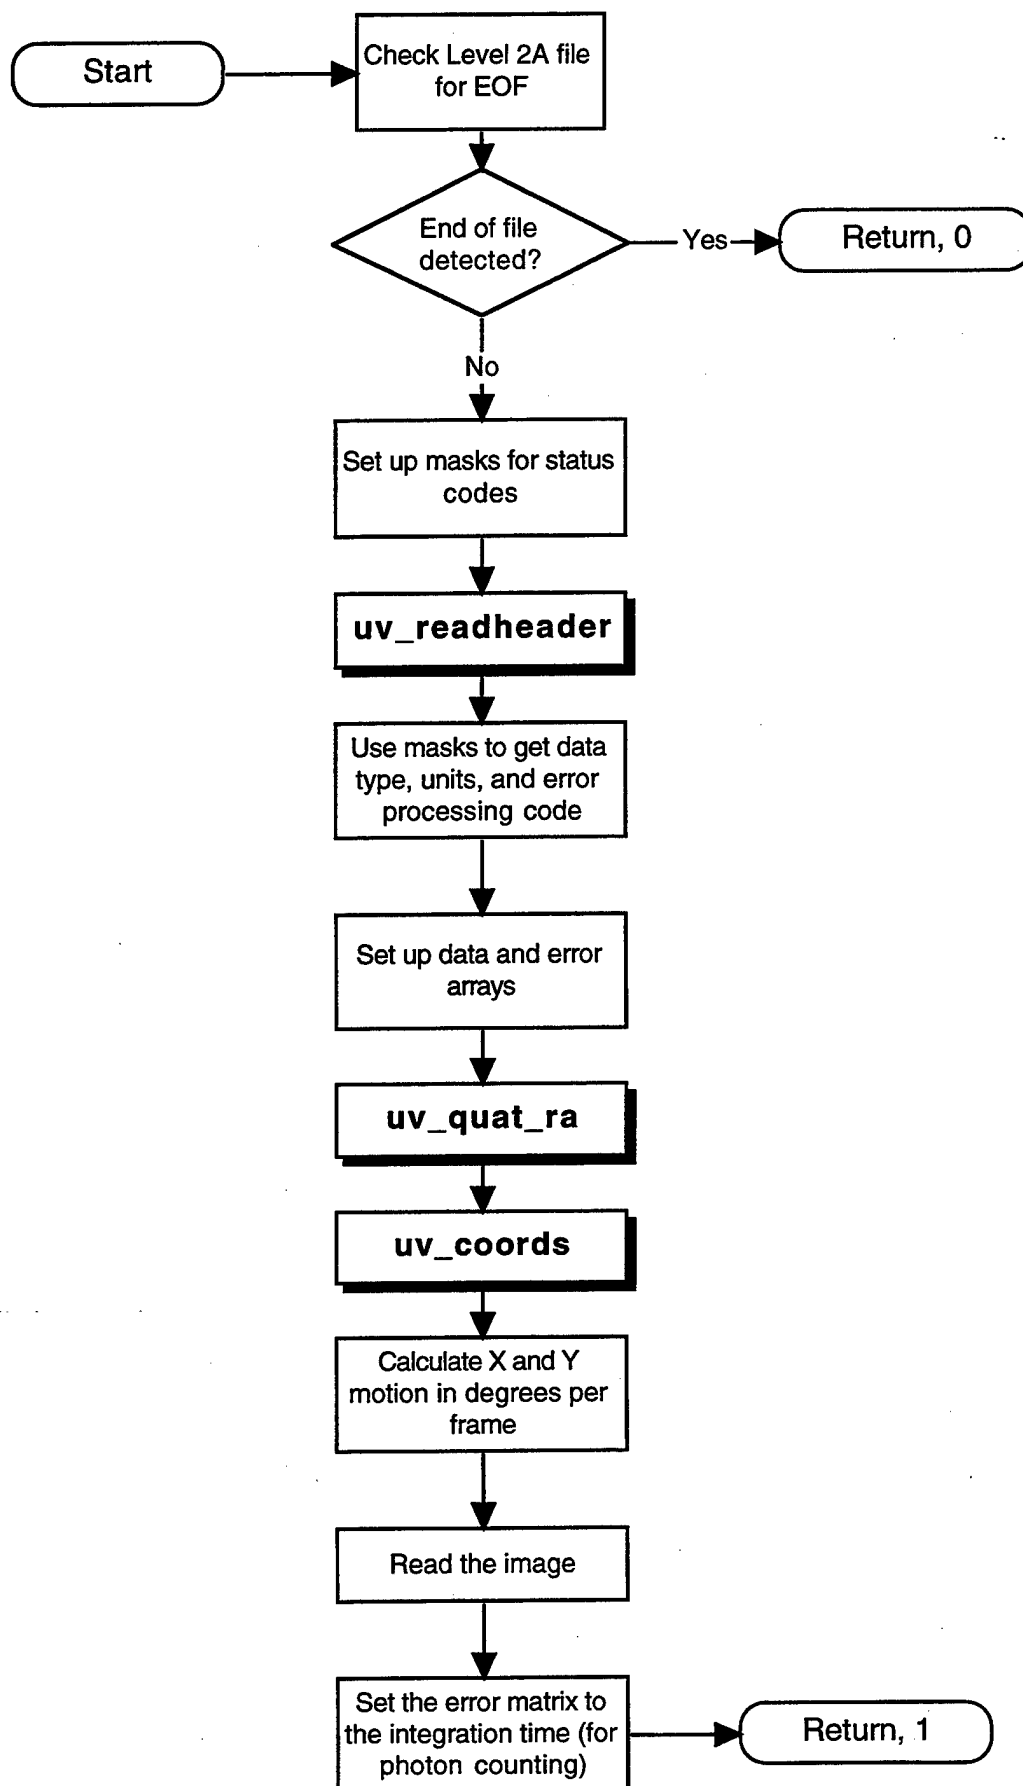 Start
Check Level 2A file
for EOF
End of file
detected?
Yes
Return, 0
No
Set up masks for status
codes
uv_readheader
Use masks to get data
type, units, and error
processing code
Set up data and error
arrays
uv_quat_ra
uv_coords
Calculate X and Y
motion in degrees per
frame
Read the image
Set the error matrix to
the integration time (for
photon counting)
Return, 1